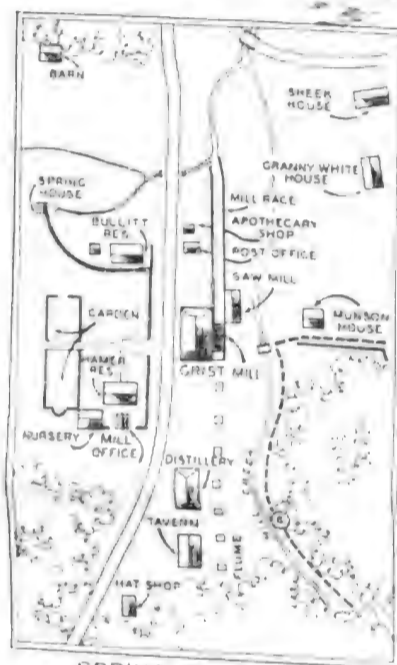 BARN
SHEEK
HOUSE
GRANNY WHITE
HOUSE
SPRING
HOUSE
MILL RACE
BULLITT
RES.
APOTHECARY
SHOP
POST OFFICE
SAW MILL
MUNSON
HOUSE
GARDEN
GRIST MILL
HAMER
RES.
NURSERY
MILL
OFFICE
DISTILLERY
CREEK
TAVERN
FLUME
6
HAT SHOP